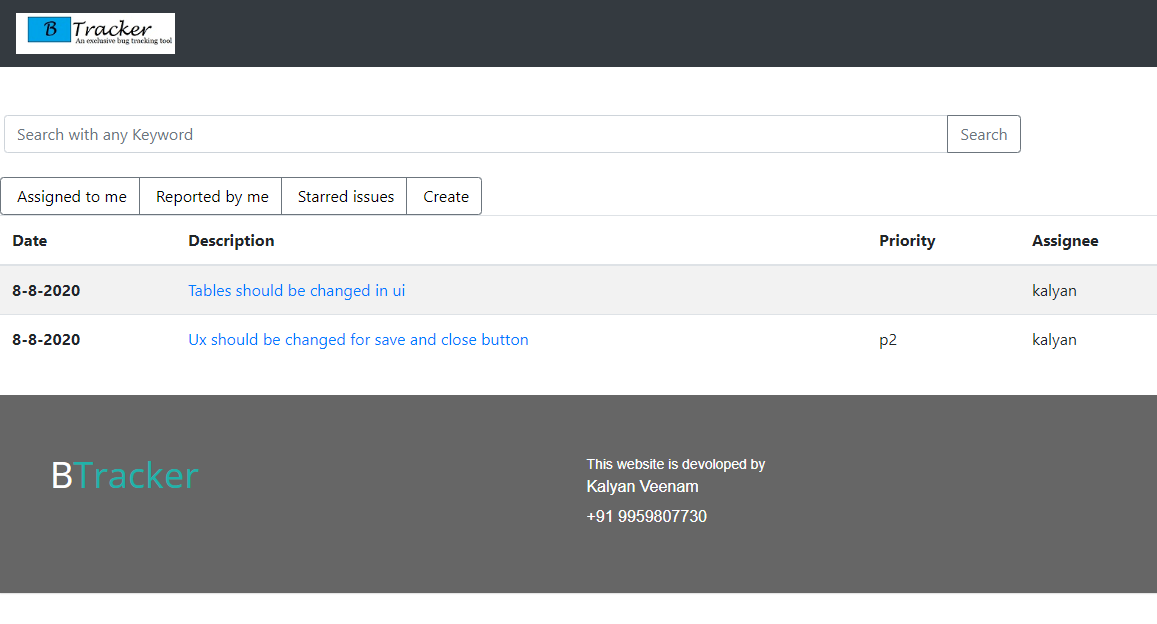 B Tracker
An exclusive bug tracking tool
Search with any Keyword Search
Assigned to me Reported by me Starred issues Create
Date Description Priority Assignee
8-8-2020 Tables should be changed in ui kalyan
8-8-2020 Ux should be changed for save and close button p2 kalyan
BTracker
This website is devoloped by
Kalyan Veenam
+91 9959807730